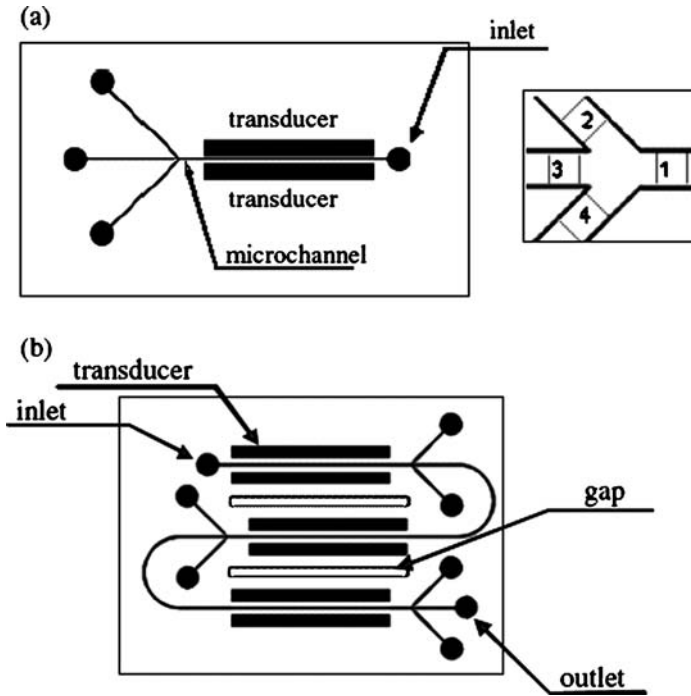 (a)
inlet
transducer
transducer
microchannel
2
3
1
4
(b)
transducer
inlet
gap
outlet